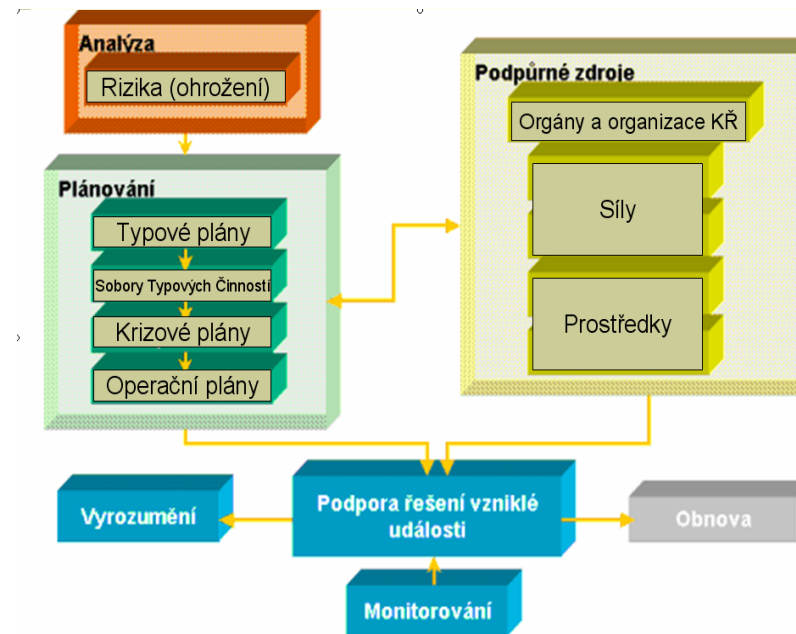 Analýza
Rizika (ohrožení)
Plánování
Typové plány
Sobory Typových Činností
Krizové plány
Operační plány
Podpůrné zdroje
Orgány a organizace KŘ
Síly
Prostředky
Vyrozumění
Podpora řešení vzniklé
události
Obnova
Monitorování